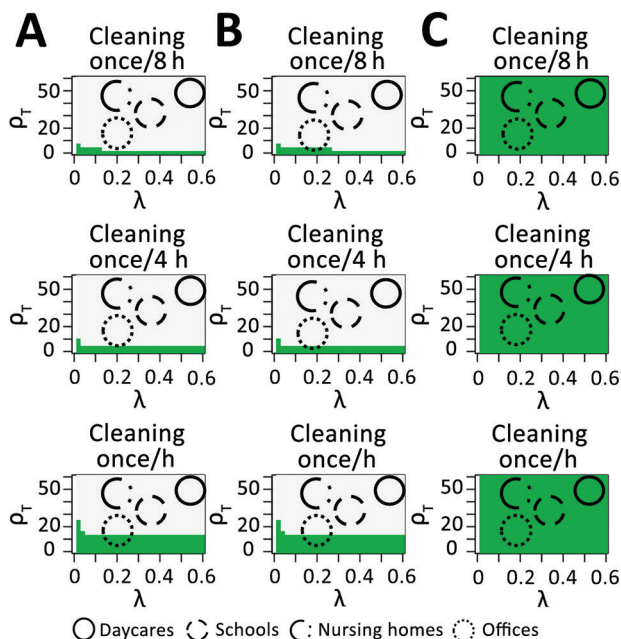 A B C
Cleaning once/8 h
Cleaning once/8 h
Cleaning once/8 h
ρT
50
20
0
0 0.2 0.4 0.6
λ
ρT
50
20
0
0 0.2 0.4 0.6
λ
ρT
50
20
0
0 0.2 0.4 0.6
λ
Cleaning once/4 h
Cleaning once/4 h
Cleaning once/4 h
ρT
50
20
0
0 0.2 0.4 0.6
λ
ρT
50
20
0
0 0.2 0.4 0.6
λ
ρT
50
20
0
0 0.2 0.4 0.6
λ
Cleaning once/h
Cleaning once/h
Cleaning once/h
ρT
50
20
0
0 0.2 0.4 0.6
λ
ρT
50
20
0
0 0.2 0.4 0.6
λ
ρT
50
20
0
0 0.2 0.4 0.6
λ
Daycares Schools Nursing homes Offices